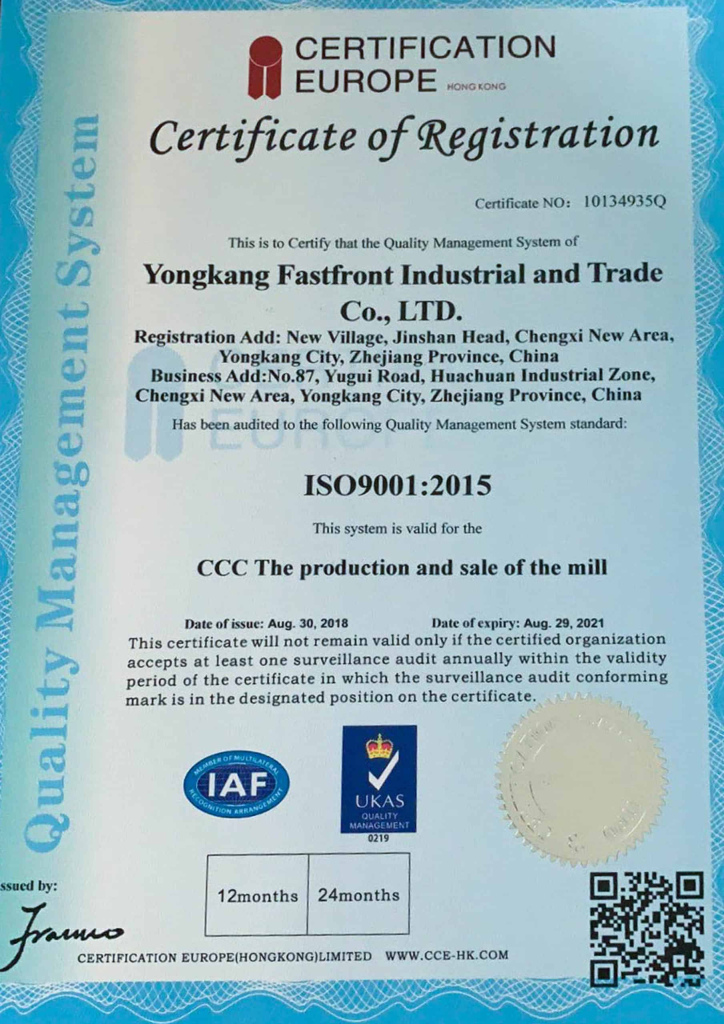 CERTIFICATION
EUROPE HONG KONG
Certificate of Registration
Certificate NO: 10134935Q
This is to Certify that the Quality Management System of
Yongkang Fastfront Industrial and Trade
Co., LTD.
Registration Add: New Village, Jinshan Head, Chengxi New Area,
Yongkang City, Zhejiang Province, China
Business Add:No.87, Yugui Road, Huachuan Industrial Zone,
Chengxi New Area, Yongkang City, Zhejiang Province, China
Has been audited to the following Quality Management System standard:
EUROPE
ISO9001:2015
This system is valid for the
CCC The production and sale of the mill
Date of issue: Aug. 30, 2018 Date of expiry: Aug. 29, 2021
This certificate will not remain valid only if the certified organization
accepts at least one surveillance audit annually within the validity
period of the certificate in which the surveillance audit conforming
mark is in the designated position on the certificate.
Quality Management System
MEMBER OF MULTILATERAL
IAF
RECOGNITION ARRANGEMENT
UKAS
QUALITY
MANAGEMENT
0219
12months 24months
ssued by:
CERTIFICATION EUROPE(HONGKONG)LIMITED WWW.CCE-HK.COM